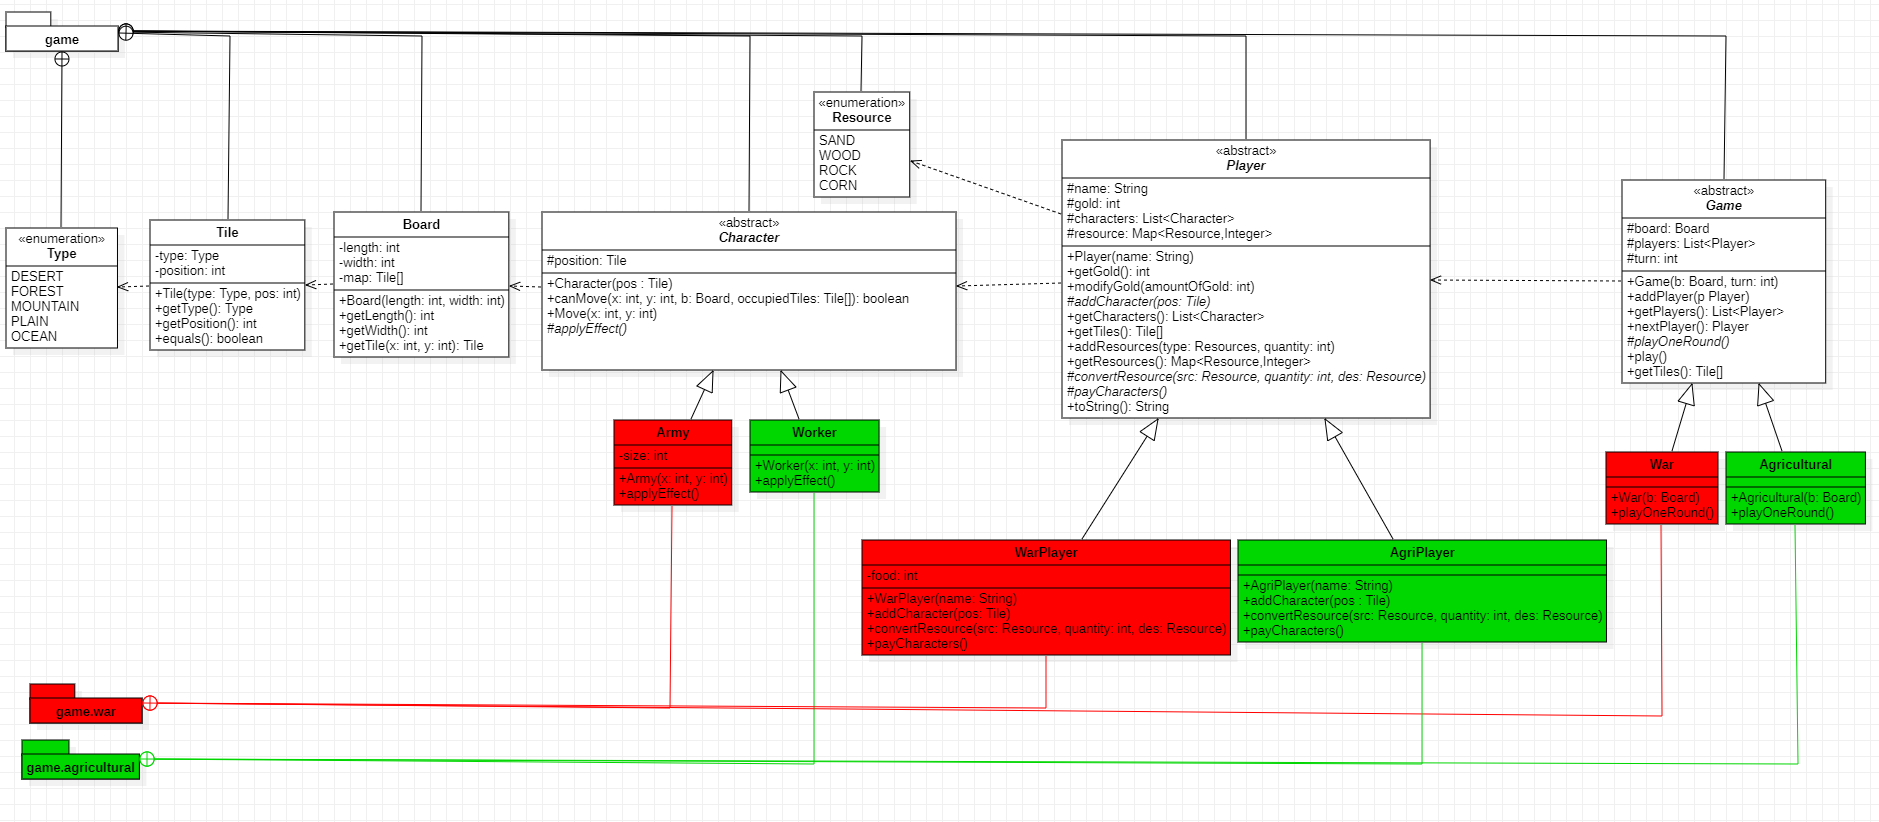 game
«enumeration»
Type
DESERT
FOREST
MOUNTAIN
PLAIN
OCEAN
Tile
-type: Type
-position: int
+Tile(type: Type, pos: int)
+getType(): Type
+getPosition(): int
+equals(): boolean
Board
-length: int
-width: int
-map: Tile[]
+Board(length: int, width: int)
+getLength(): int
+getWidth(): int
+getTile(x: int, y: int): Tile
«abstract»
Character
#position: Tile
+Character(pos : Tile)
+canMove(x: int, y: int, b: Board, occupiedTiles: Tile[]): boolean
+Move(x: int, y: int)
#applyEffect()
«enumeration»
Resource
SAND
WOOD
ROCK
CORN
«abstract»
Player
#name: String
#gold: int
#characters: List<Character>
#resource: Map<Resource,Integer>
+Player(name: String)
+getGold(): int
+modifyGold(amountOfGold: int)
#addCharacter(pos: Tile)
+getCharacters(): List<Character>
+getTiles(): Tile[]
+addResources(type: Resources, quantity: int)
+getResources(): Map<Resource,Integer>
#convertResource(src: Resource, quantity: int, des: Resource)
#payCharacters()
+toString(): String
«abstract»
Game
#board: Board
#players: List<Player>
#turn: int
+Game(b: Board, turn: int)
+addPlayer(p Player)
+getPlayers(): List<Player>
+nextPlayer(): Player
#playOneRound()
+play()
+getTiles(): Tile[]
Army
-size: int
+Army(x: int, y: int)
+applyEffect()
Worker
+Worker(x: int, y: int)
+applyEffect()
War
+War(b: Board)
+playOneRound()
Agricultural
+Agricultural(b: Board)
+playOneRound()
WarPlayer
-food: int
+WarPlayer(name: String)
+addCharacter(pos: Tile)
+convertResource(src: Resource, quantity: int, des: Resource)
+payCharacters()
AgriPlayer
+AgriPlayer(name: String)
+addCharacter(pos : Tile)
+convertResource(src: Resource, quantity: int, des: Resource)
+payCharacters()
game.war
game.agricultural